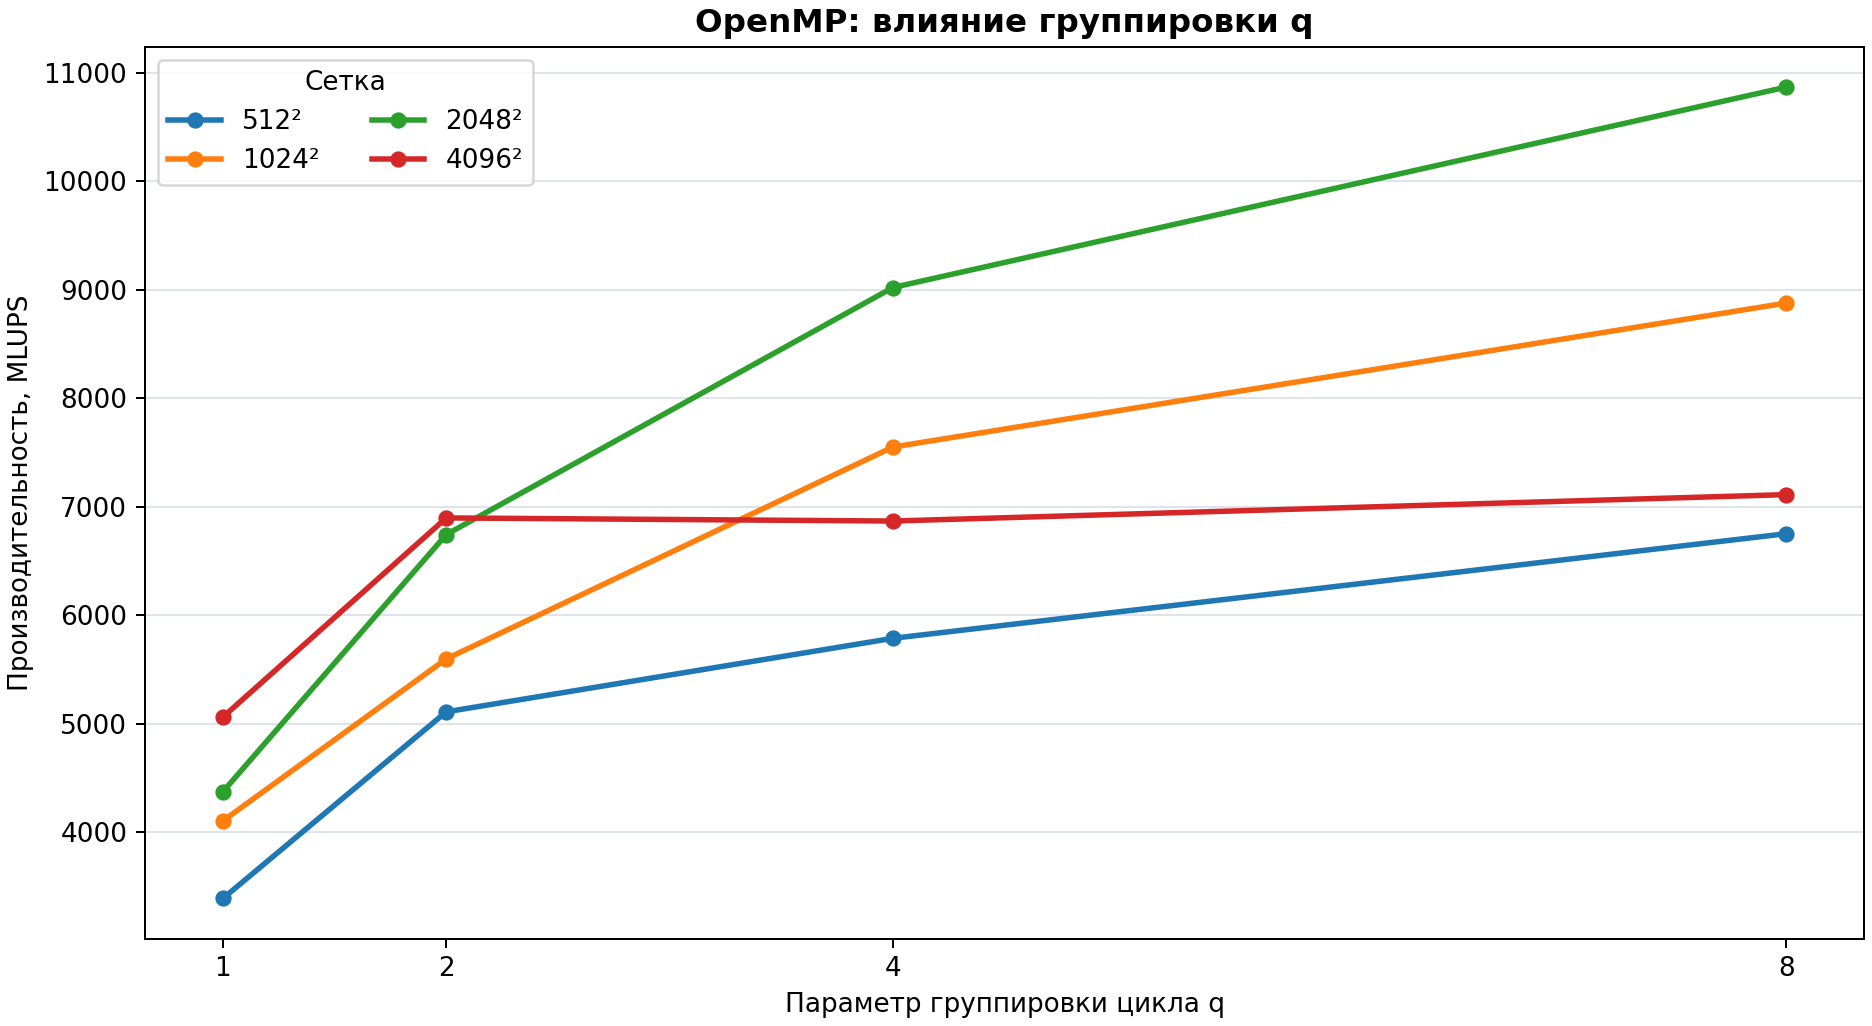 OpenMP: влияние группировки q
Сетка
512²
1024²
2048²
4096²
Производительность, MLUPS
11000
10000
9000
8000
7000
6000
5000
4000
1 2 4 8
Параметр группировки цикла q